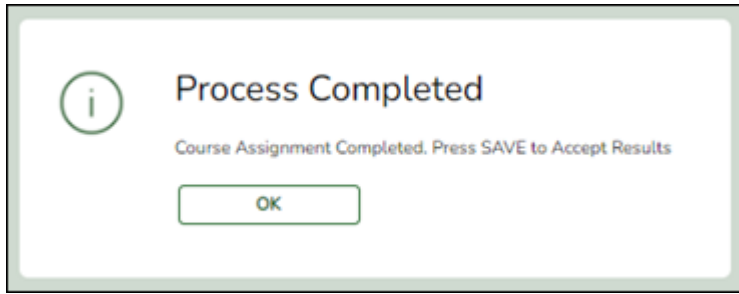 Process Completed
Course Assignment Completed. Press SAVE to Accept Results
OK